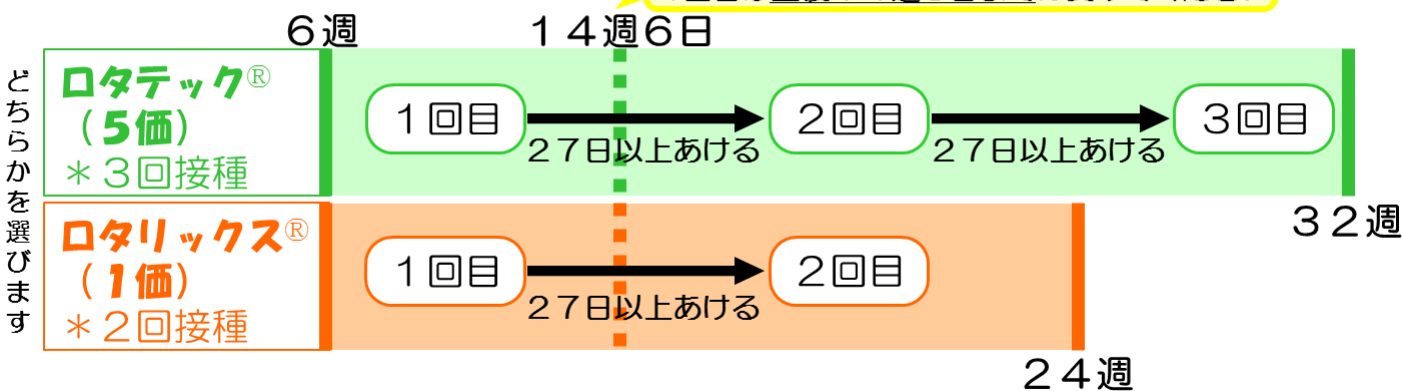 6週
14週6日
どちらかを選びます
ロタテック®
(5価)
＊3回接種
1回目
27日以上あける
2回目
27日以上あける
3回目
32週
ロタリックス®
(1価)
＊2回接種
1回目
27日以上あける
2回目
24週